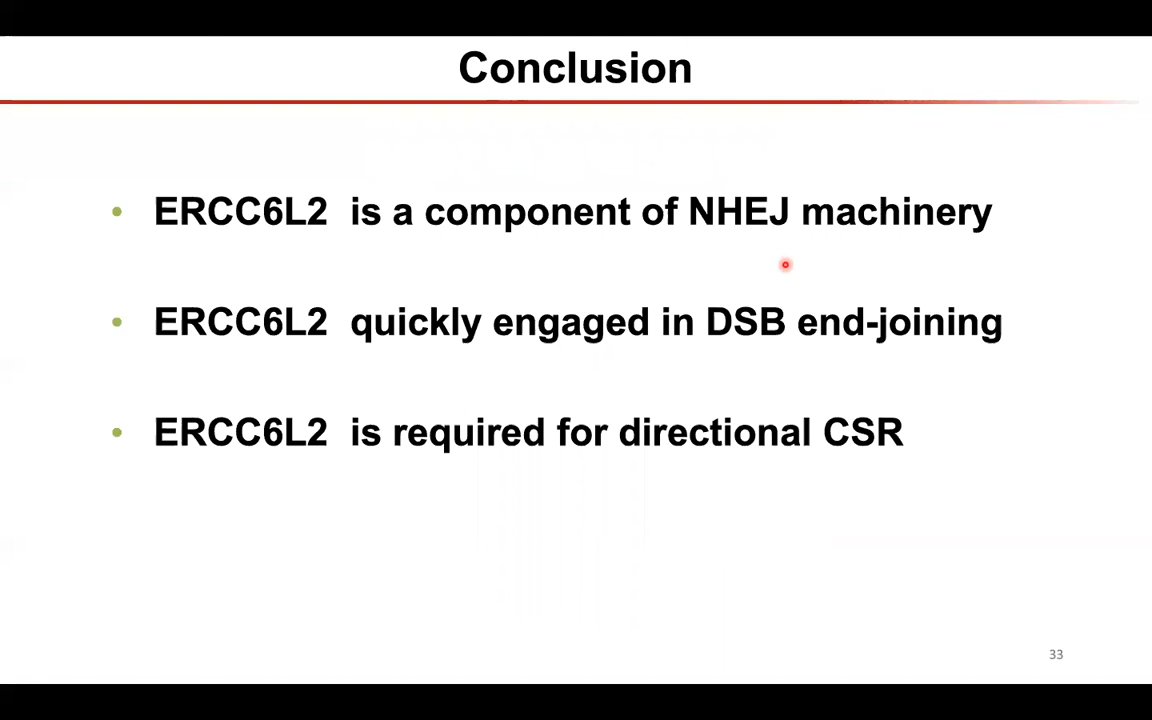 Conclusion
• ERCC6L2 is a component of NHEJ machinery
• ERCC6L2 quickly engaged in DSB end-joining
• ERCC6L2 is required for directional CSR
33